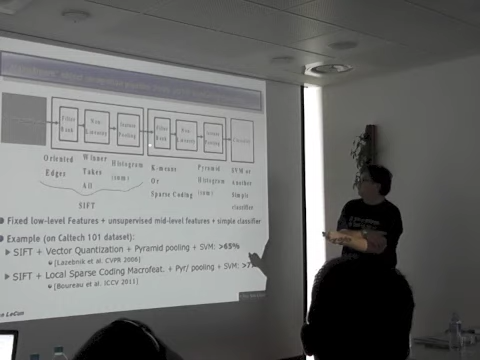 Filter Bank
Non Linearity
Spatial Pooling
Filter Bank
Non Linearity
Spatial Pooling
Classifier
Oriented Edges
Winner Takes All
Histogram (sum)
K-means Or Sparse Coding
Pyramid Histogram (sum)
SVM or another Simple classifier
SIFT
Fixed low-level Features + unsupervised mid-level features + simple classifier
Example (on Caltech 101 dataset):
SIFT + Vector Quantization + Pyramid pooling + SVM: >65%
[Lazebnik et al. CVPR 2006]
SIFT + Local Sparse Coding Macrofeat. + Pyr/ pooling + SVM: >7
[Boureau et al. ICCV 2011]
n LeCun